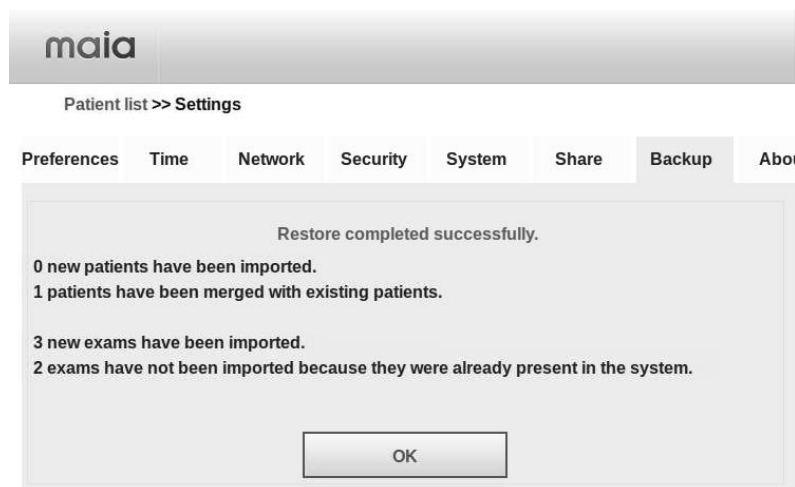 maia
Patient list >> Settings
Preferences Time Network Security System Share Backup
Restore completed successfully.
0 new patients have been imported.
1 patients have been merged with existing patients.
3 new exams have been imported.
2 exams have not been imported because they were already present in the system.
OK